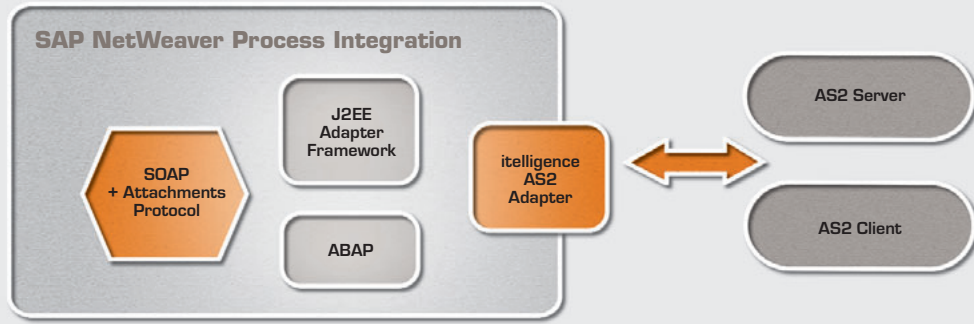 SAP NetWeaver Process Integration
J2EE
Adapter
Framework
SOAP
+ Attachments
Protocol
ABAP
itelligence
AS2
Adapter
AS2 Server
AS2 Client